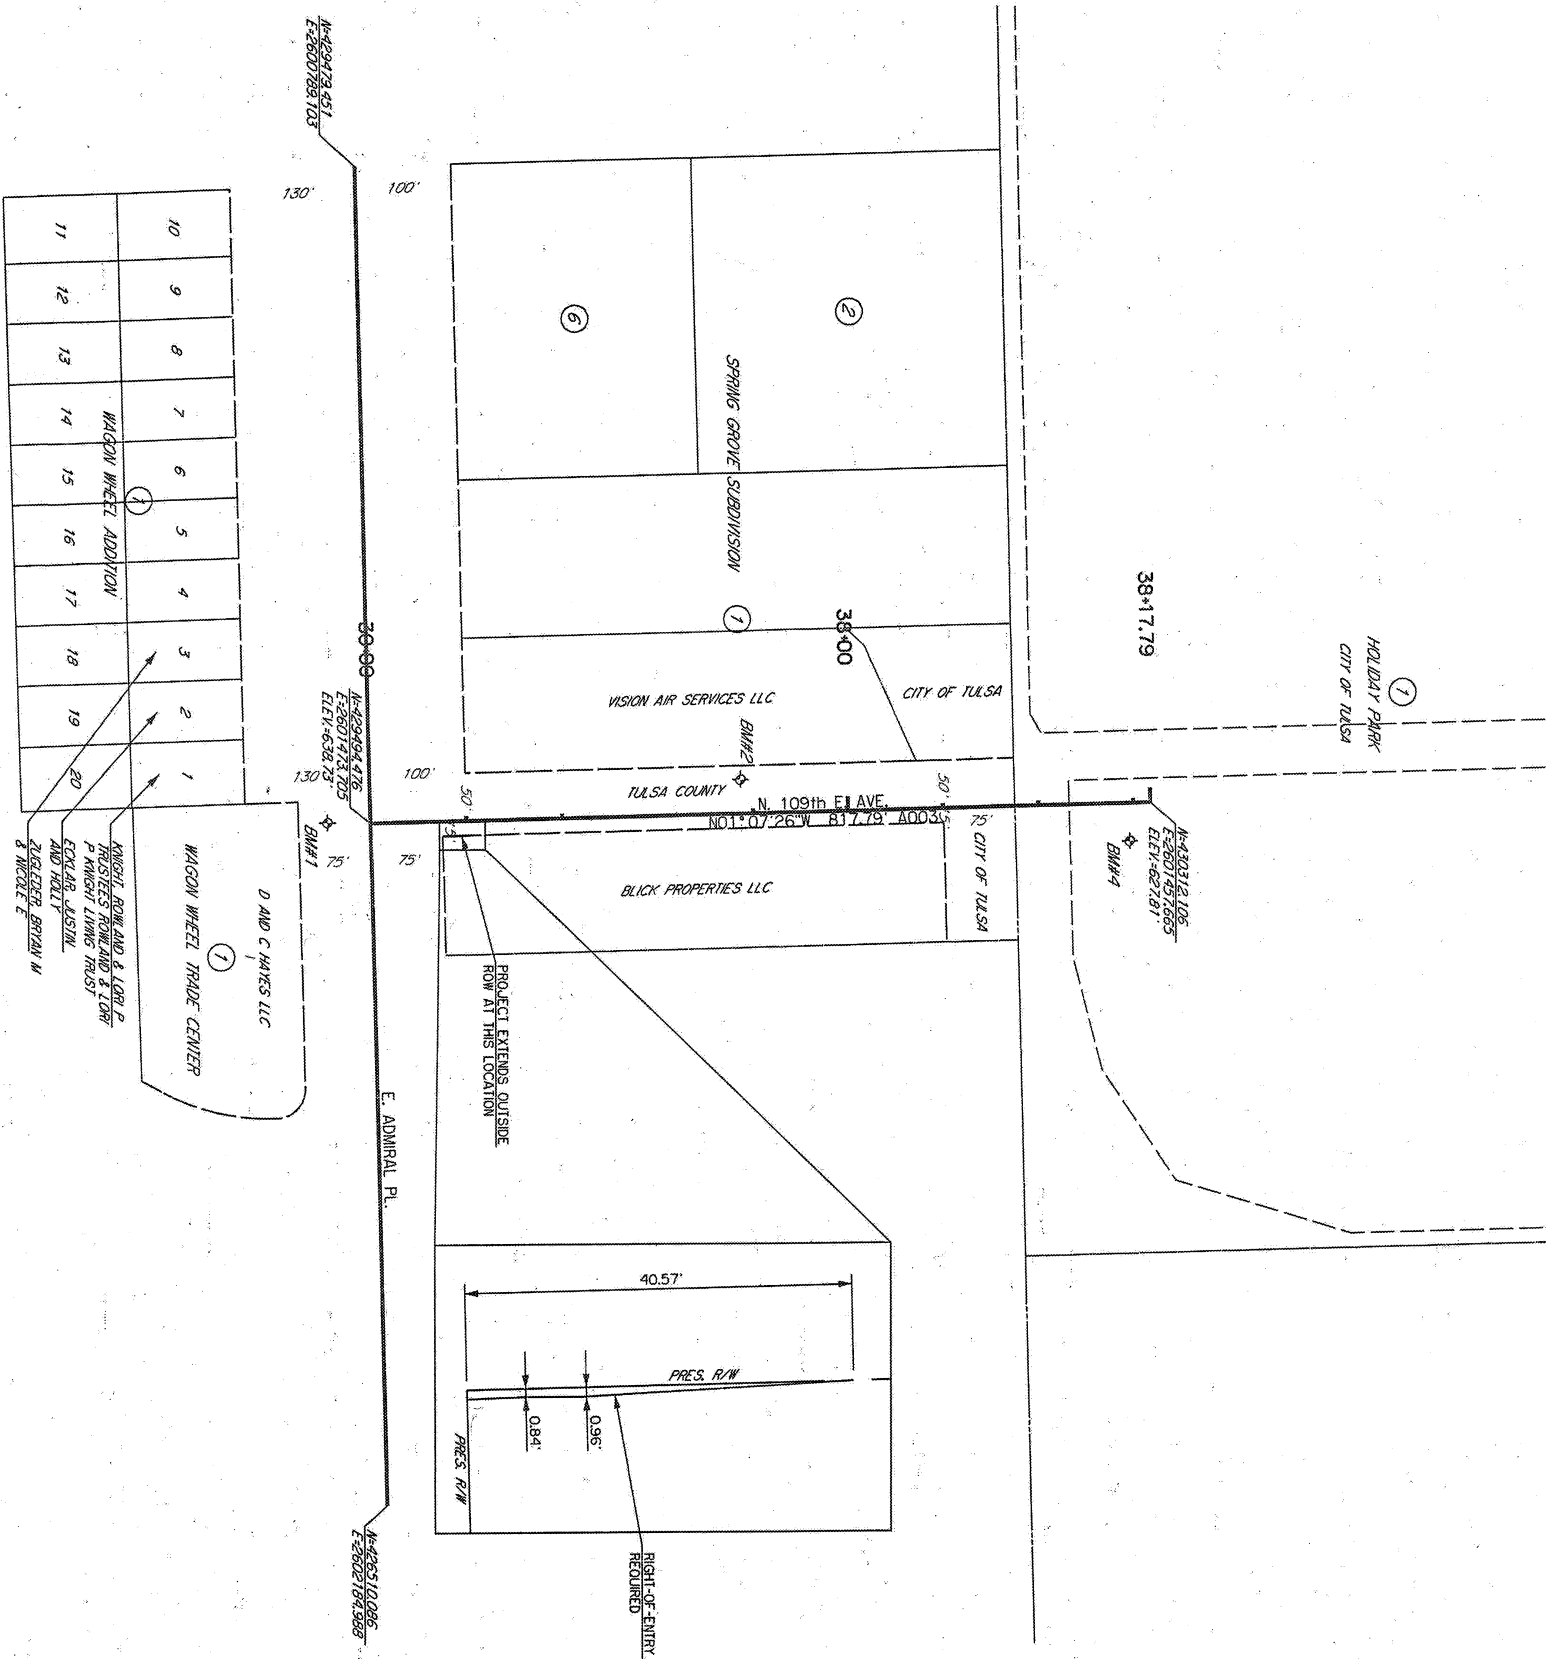 N=429479.451
E=2600789.103
130'
100'
10
9
8
7
6
5
4
3
2
1
11
12
13
14
15
16
17
18
19
20
WAGON WHEEL ADDITION
1
6
2
SPRING GROVE SUBDIVISION
1
38+00
38+17.79
HOLIDAY PARK
CITY OF TULSA
1
VISION AIR SERVICES LLC
CITY OF TULSA
BM#2
TULSA COUNTY
N. 109th E. AVE.
N01°07'26"W 817.79'
50'
50'
75'
CITY OF TULSA
BLICK PROPERTIES LLC
N=429494.476
E=2601473.705
ELEV=638.73'
130'
100'
BM#1
75'
75'
N=430312.106
E=2601457.665
ELEV=627.81'
BM#4
KNIGHT, ROWLAND & LORI P
TRUSTEES ROWLAND & LORI
P KNIGHT LIVING TRUST
ECKLAR, JUSTIN
AND HOLLY
ZUGLEDER, BRYAN M
& NICOLE E
WAGON WHEEL TRADE CENTER
1
D AND C HAYES LLC
PROJECT EXTENDS OUTSIDE
ROW AT THIS LOCATION
E. ADMIRAL PL.
40.57'
PRES. R/W
0.96'
0.84'
PRES. R/W
RIGHT-OF-ENTRY
REQUIRED
N=426510.086
E=2602184.988